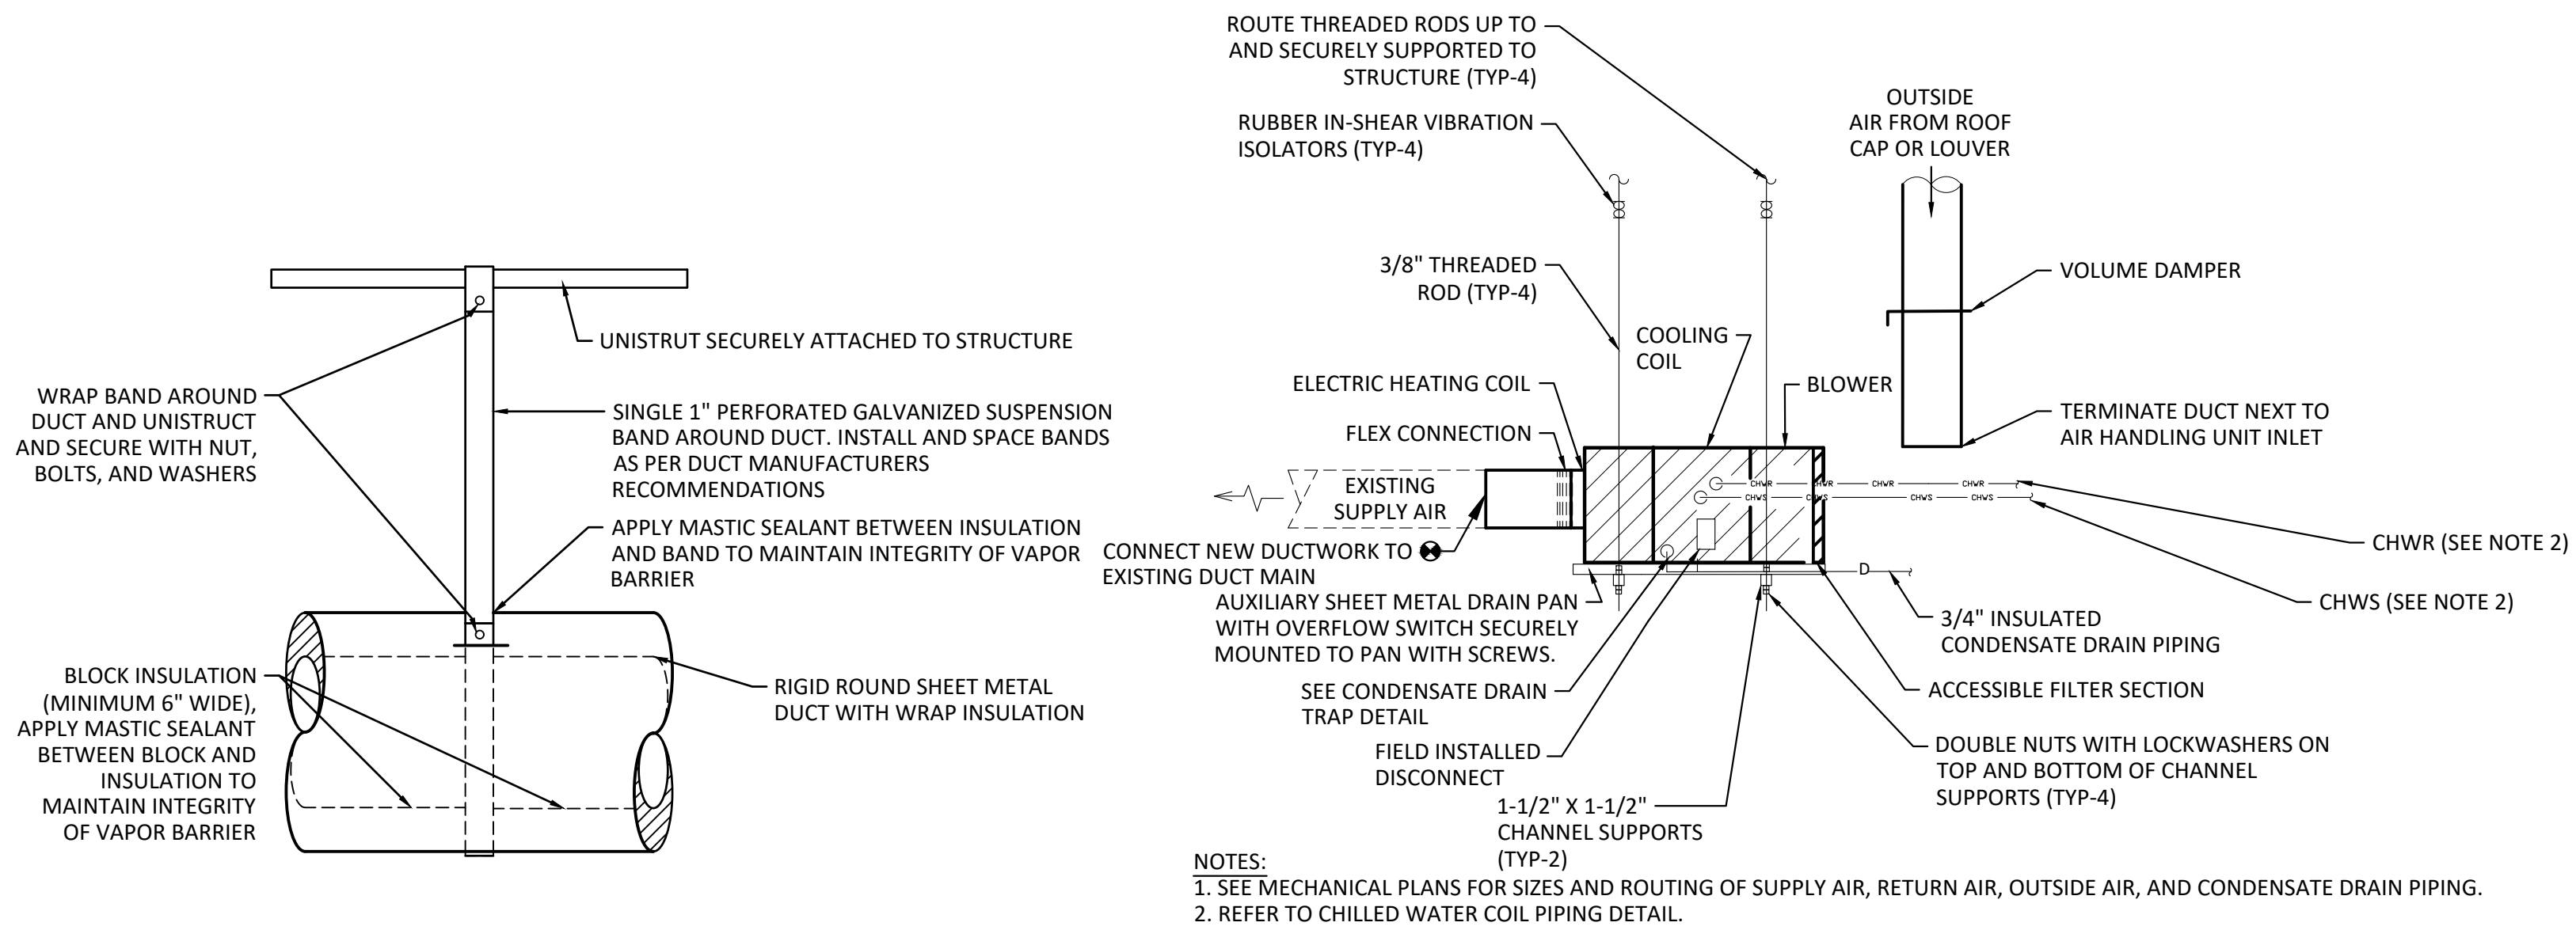 UNISTRUT SECURELY ATTACHED TO STRUCTURE
WRAP BAND AROUND
DUCT AND UNISTRUCT
AND SECURE WITH NUT,
BOLTS, AND WASHERS
SINGLE 1" PERFORATED GALVANIZED SUSPENSION
BAND AROUND DUCT. INSTALL AND SPACE BANDS
AS PER DUCT MANUFACTURERS
RECOMMENDATIONS
APPLY MASTIC SEALANT BETWEEN INSULATION
AND BAND TO MAINTAIN INTEGRITY OF VAPOR
BARRIER
BLOCK INSULATION
(MINIMUM 6" WIDE),
APPLY MASTIC SEALANT
BETWEEN BLOCK AND
INSULATION TO
MAINTAIN INTEGRITY
OF VAPOR BARRIER
RIGID ROUND SHEET METAL
DUCT WITH WRAP INSULATION
ROUTE THREADED RODS UP TO
AND SECURELY SUPPORTED TO
STRUCTURE (TYP-4)
RUBBER IN-SHEAR VIBRATION
ISOLATORS (TYP-4)
OUTSIDE
AIR FROM ROOF
CAP OR LOUVER
3/8" THREADED
ROD (TYP-4)
VOLUME DAMPER
COOLING
COIL
ELECTRIC HEATING COIL
BLOWER
FLEX CONNECTION
TERMINATE DUCT NEXT TO
AIR HANDLING UNIT INLET
EXISTING
SUPPLY AIR
CHWR CHWR CHWR CHWR
CHWS CHWS CHWS CHWS
CONNECT NEW DUCTWORK TO
EXISTING DUCT MAIN
CHWR (SEE NOTE 2)
D
AUXILIARY SHEET METAL DRAIN PAN
WITH OVERFLOW SWITCH SECURELY
MOUNTED TO PAN WITH SCREWS.
CHWS (SEE NOTE 2)
3/4" INSULATED
CONDENSATE DRAIN PIPING
SEE CONDENSATE DRAIN
TRAP DETAIL
ACCESSIBLE FILTER SECTION
FIELD INSTALLED
DISCONNECT
DOUBLE NUTS WITH LOCKWASHERS ON
TOP AND BOTTOM OF CHANNEL
SUPPORTS (TYP-4)
1-1/2" X 1-1/2"
CHANNEL SUPPORTS
(TYP-2)
NOTES:
1. SEE MECHANICAL PLANS FOR SIZES AND ROUTING OF SUPPLY AIR, RETURN AIR, OUTSIDE AIR, AND CONDENSATE DRAIN PIPING.
2. REFER TO CHILLED WATER COIL PIPING DETAIL.